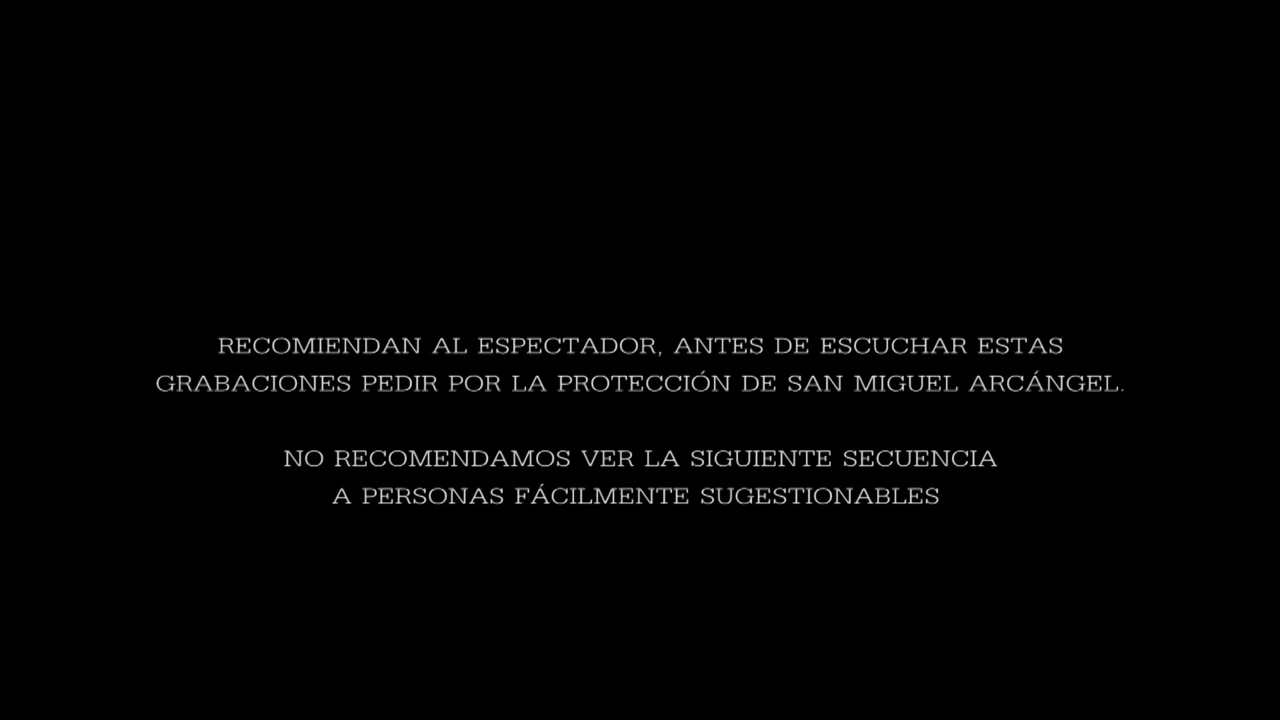 RECOMIENDAN AL ESPECTADOR, ANTES DE ESCUCHAR ESTAS
GRABACIONES PEDIR POR LA PROTECCIÓN DE SAN MIGUEL ARCÁNGEL.
NO RECOMENDAMOS VER LA SIGUIENTE SECUENCIA
A PERSONAS FÁCILMENTE SUGESTIONABLES